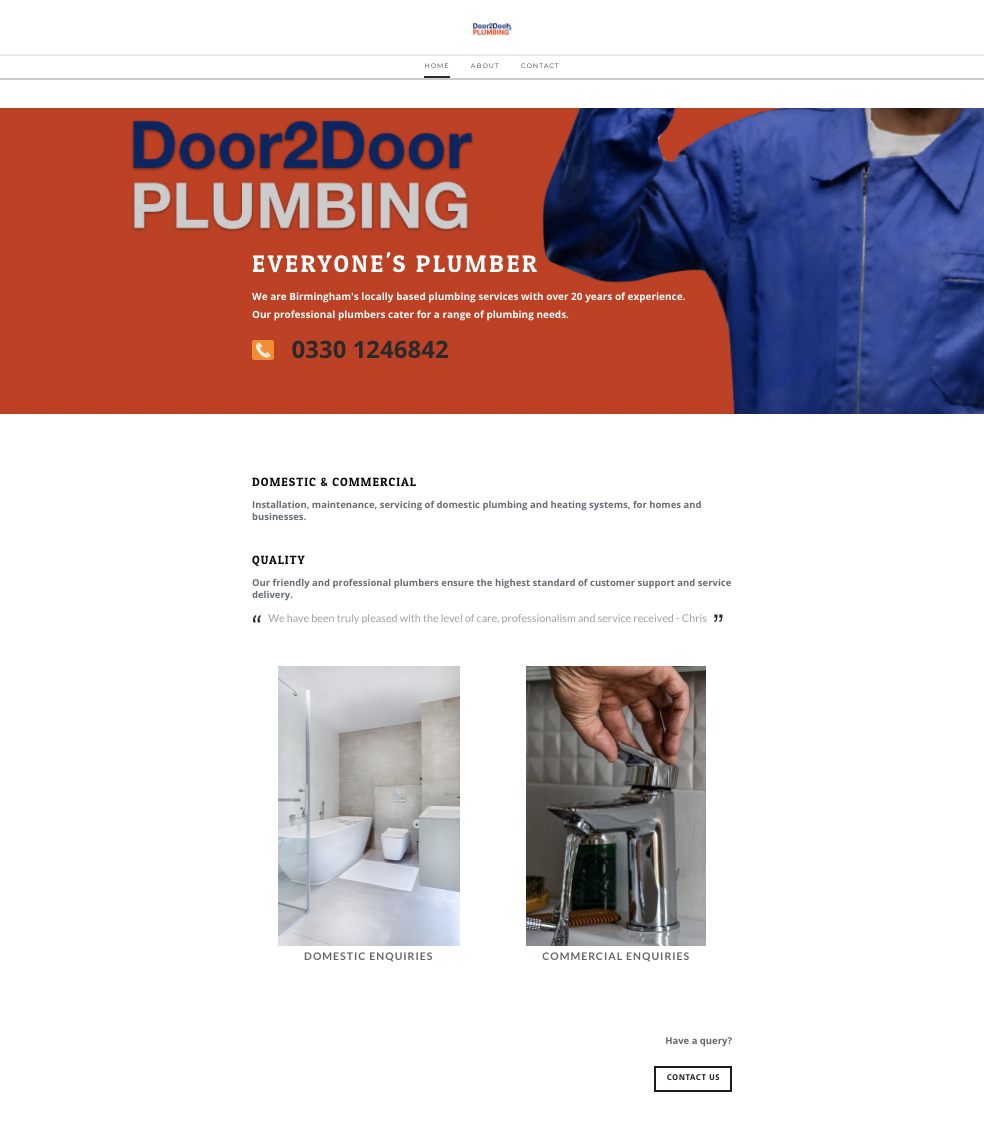 Door2Door
PLUMBING
HOME ABOUT CONTACT
Door2Door
PLUMBING
EVERYONE'S PLUMBER
We are Birmingham's locally based plumbing services with over 20 years of experience.
Our professional plumbers cater for a range of plumbing needs.
0330 1246842
DOMESTIC & COMMERCIAL
Installation, maintenance, servicing of domestic plumbing and heating systems, for homes and
businesses.
QUALITY
Our friendly and professional plumbers ensure the highest standard of customer support and service
delivery.
“ We have been truly pleased with the level of care, professionalism and service received - Chris ”
DOMESTIC ENQUIRIES COMMERCIAL ENQUIRIES
Have a query?
CONTACT US